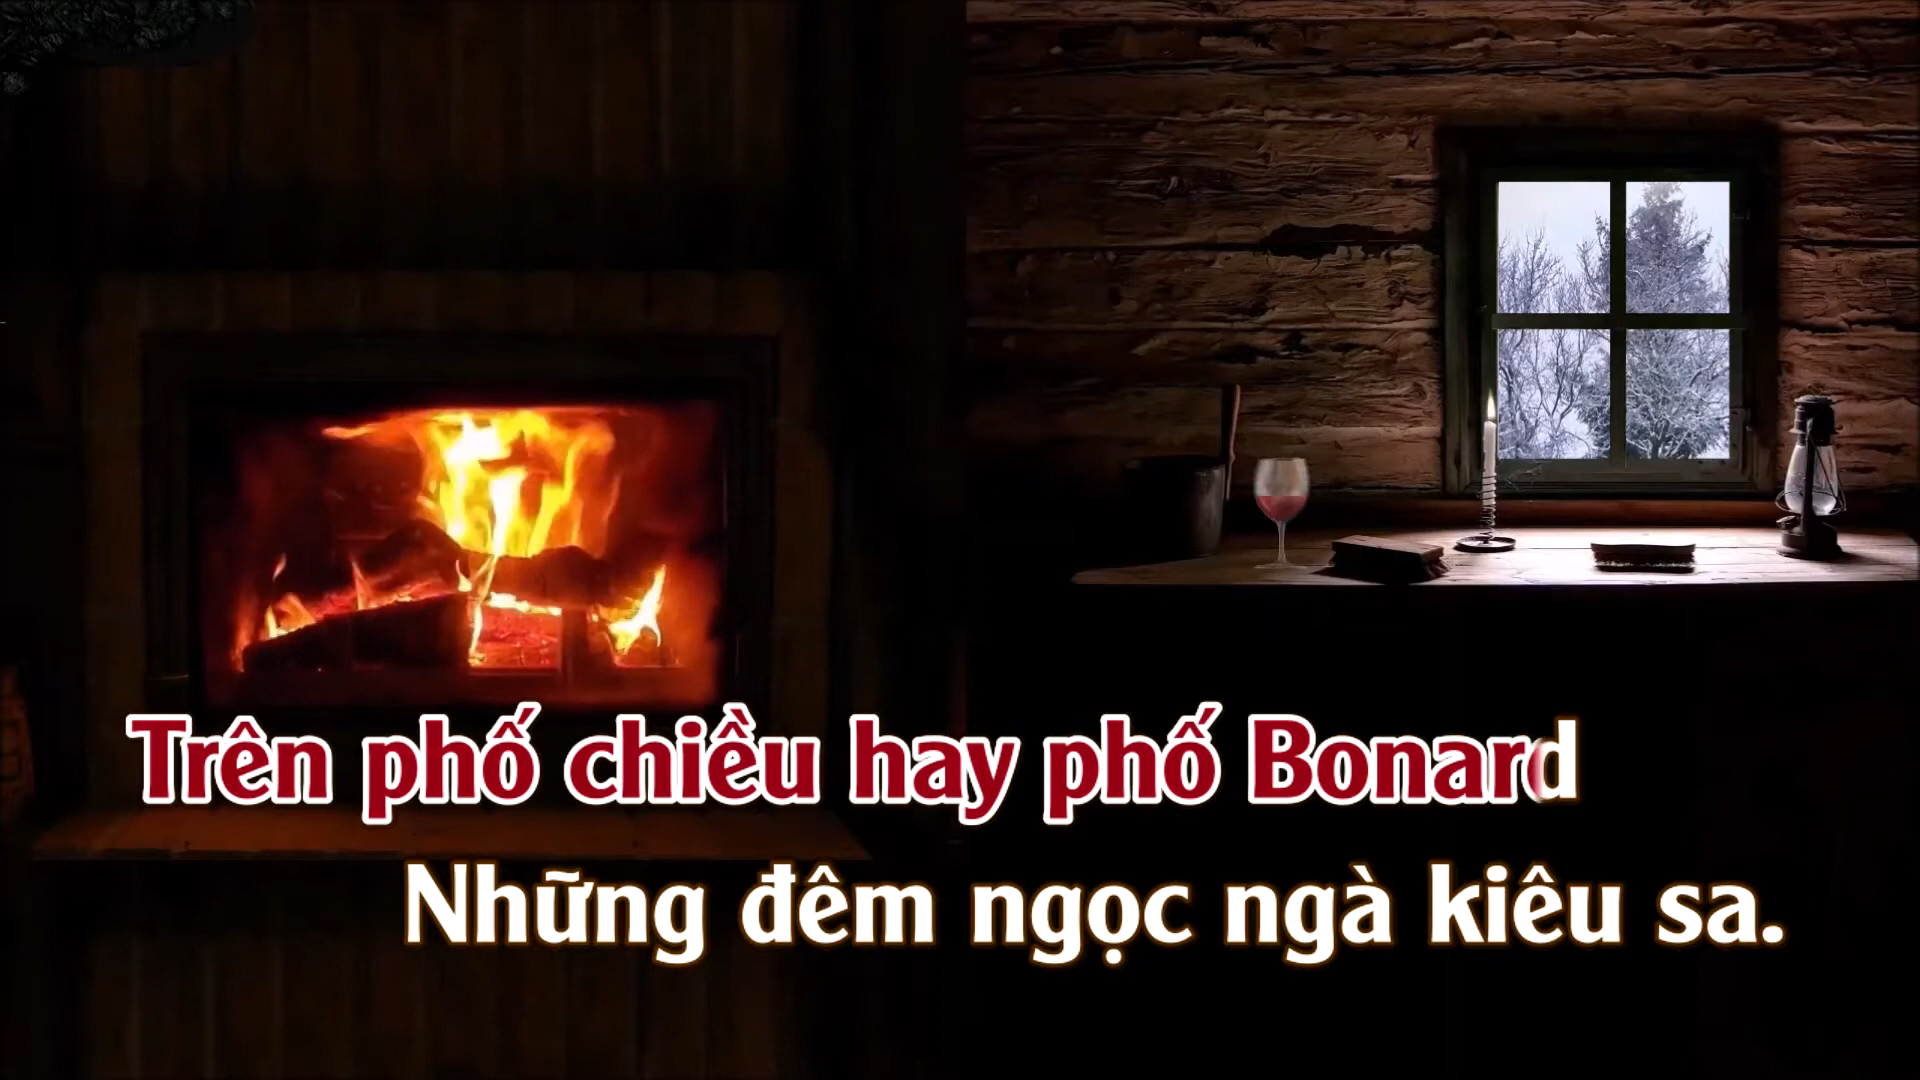 Trên phố chiều hay phố Bonard
Những đêm ngọc ngà kiêu sa.